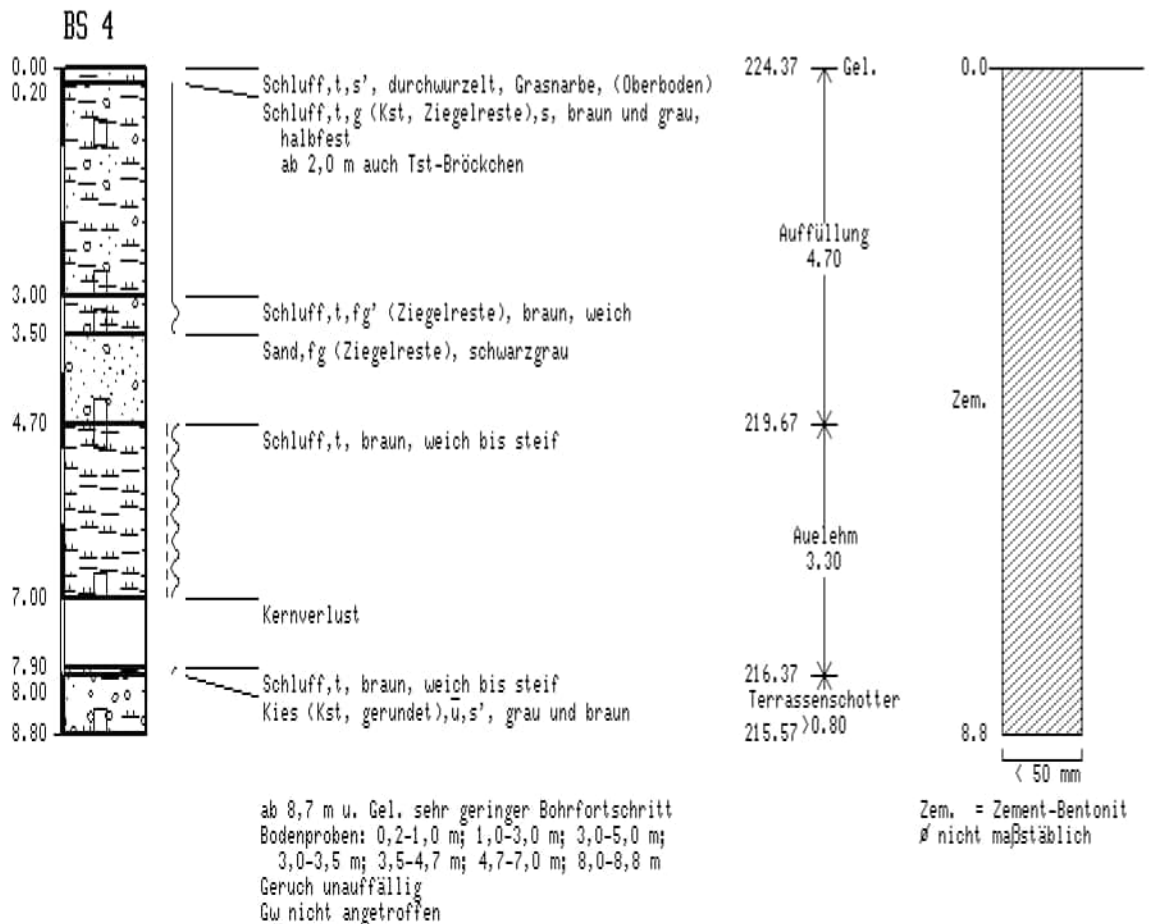 BS 4
0.00
0.20
3.00
3.50
4.70
7.00
7.90
8.00
8.80
Schluff,t,s', durchwurzelt, Grasnarbe, (Oberboden)
Schluff,t,g (Kst, Ziegelreste),s, braun und grau,
halbfest
ab 2,0 m auch Tst-Bröckchen
Schluff,t,fg' (Ziegelreste), braun, weich
Sand,fg (Ziegelreste), schwarzgrau
Schluff,t, braun, weich bis steif
Kernverlust
Schluff,t, braun, weich bis steif
Kies (Kst, gerundet),ū,s', grau und braun
224.37 Gel.
Auffüllung
4.70
219.67
Auelehm
3.30
216.37
Terrassenschotter
215.57 >0.80
0.0
Zem.
8.8
< 50 mm
ab 8,7 m u. Gel. sehr geringer Bohrfortschritt
Bodenproben: 0,2-1,0 m; 1,0-3,0 m; 3,0-5,0 m;
3,0-3,5 m; 3,5-4,7 m; 4,7-7,0 m; 8,0-8,8 m
Geruch unauffällig
Gw nicht angetroffen
Zem. = Zement-Bentonit
ø nicht maßstäblich